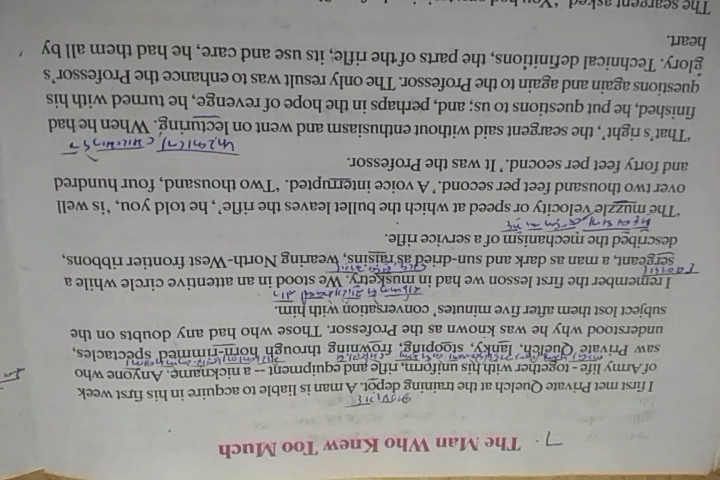 7. The Man Who Knew Too Much
I first met Private Quelch at the training depot. A man is liable to acquire in his first week
of Army life - together with his uniform, rifle and equipment -- a nickname. Anyone who
saw Private Quelch, lanky, stooping, frowning through horn-rimmed spectacles,
understood why he was known as the Professor. Those who had any doubts on the
subject lost them after five minutes' conversation with him.
I remember the first lesson we had in musketry. We stood in an attentive circle while a
sergeant, a man as dark and sun-dried as raisins, wearing North-West frontier ribbons,
described the mechanism of a service rifle.
'The muzzle velocity or speed at which the bullet leaves the rifle', he told you, 'is well
over two thousand feet per second.' A voice interrupted. 'Two thousand, four hundred
and forty feet per seocnd.' It was the Professor.
'That's right', the seargent said without enthusiasm and went on lecturing. When he had
finished, he put questions to us; and, perhaps in the hope of revenge, he turned with his
questions again and again to the Professor. The only result was to enhance the Professor's
glory. Technical definitions, the parts of the rifle, its use and care, he had them all by
heart.
The seargent asked, 'You had